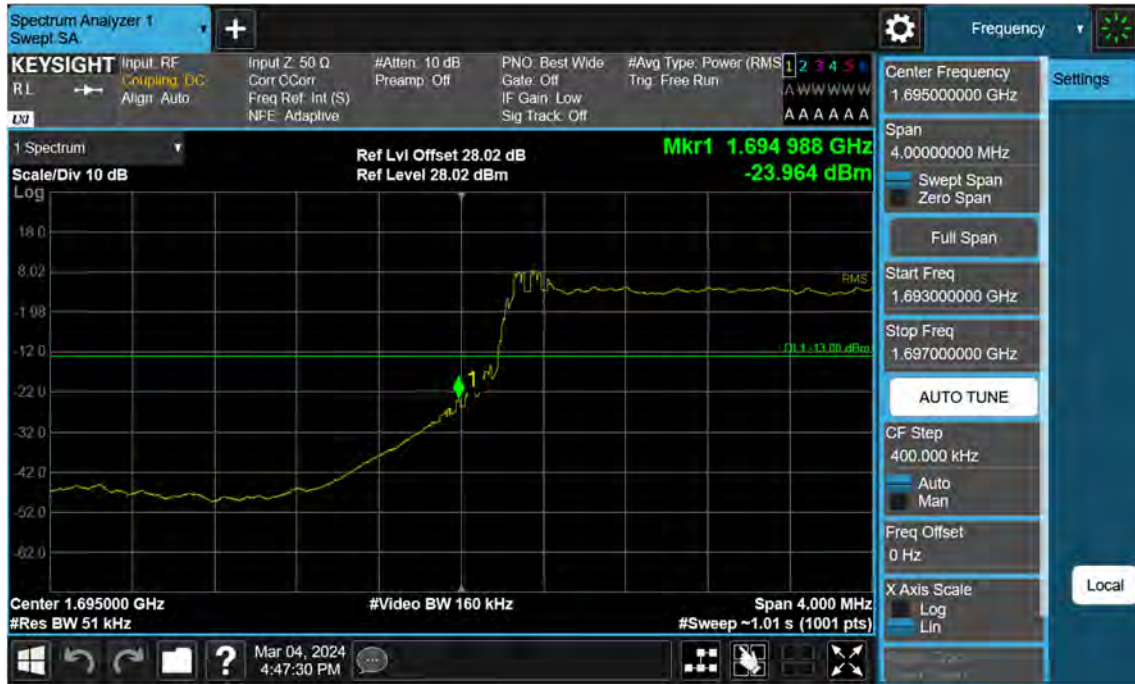 Spectrum Analyzer 1
Swept SA
+
Frequency
KEYSIGHT
RL
LXI
Input: RF
Coupling: DC
Align: Auto
Input Z: 50 Ω
Corr CCorr
Freq Ref: Int (S)
NFE: Adaptive
#Atten: 10 dB
Preamp: Off
PNO: Best Wide
Gate: Off
IF Gain: Low
Sig Track: Off
#Avg Type: Power (RMS
Trig: Free Run
1 2 3 4 5 6
A W W W W W
A A A A A A
Center Frequency
1.695000000 GHz
Settings
1 Spectrum
Scale/Div 10 dB
Ref Lvl Offset 28.02 dB
Ref Level 28.02 dBm
Mkr1 1.694 988 GHz
-23.964 dBm
Span
4.00000000 MHz
Swept Span
Zero Span
Full Span
Start Freq
1.693000000 GHz
Stop Freq
1.697000000 GHz
AUTO TUNE
CF Step
400.000 kHz
Auto
Man
Freq Offset
0 Hz
X Axis Scale
Log
Lin
Local
Log
18.0
8.02
-1.98
-12.0
-22.0
-32.0
-42.0
-52.0
-62.0
RMS
DL1 -13.00 dBm
1
Center 1.695000 GHz
#Res BW 51 kHz
#Video BW 160 kHz
Span 4.000 MHz
#Sweep ~1.01 s (1001 pts)
?
Mar 04, 2024
4:47:30 PM